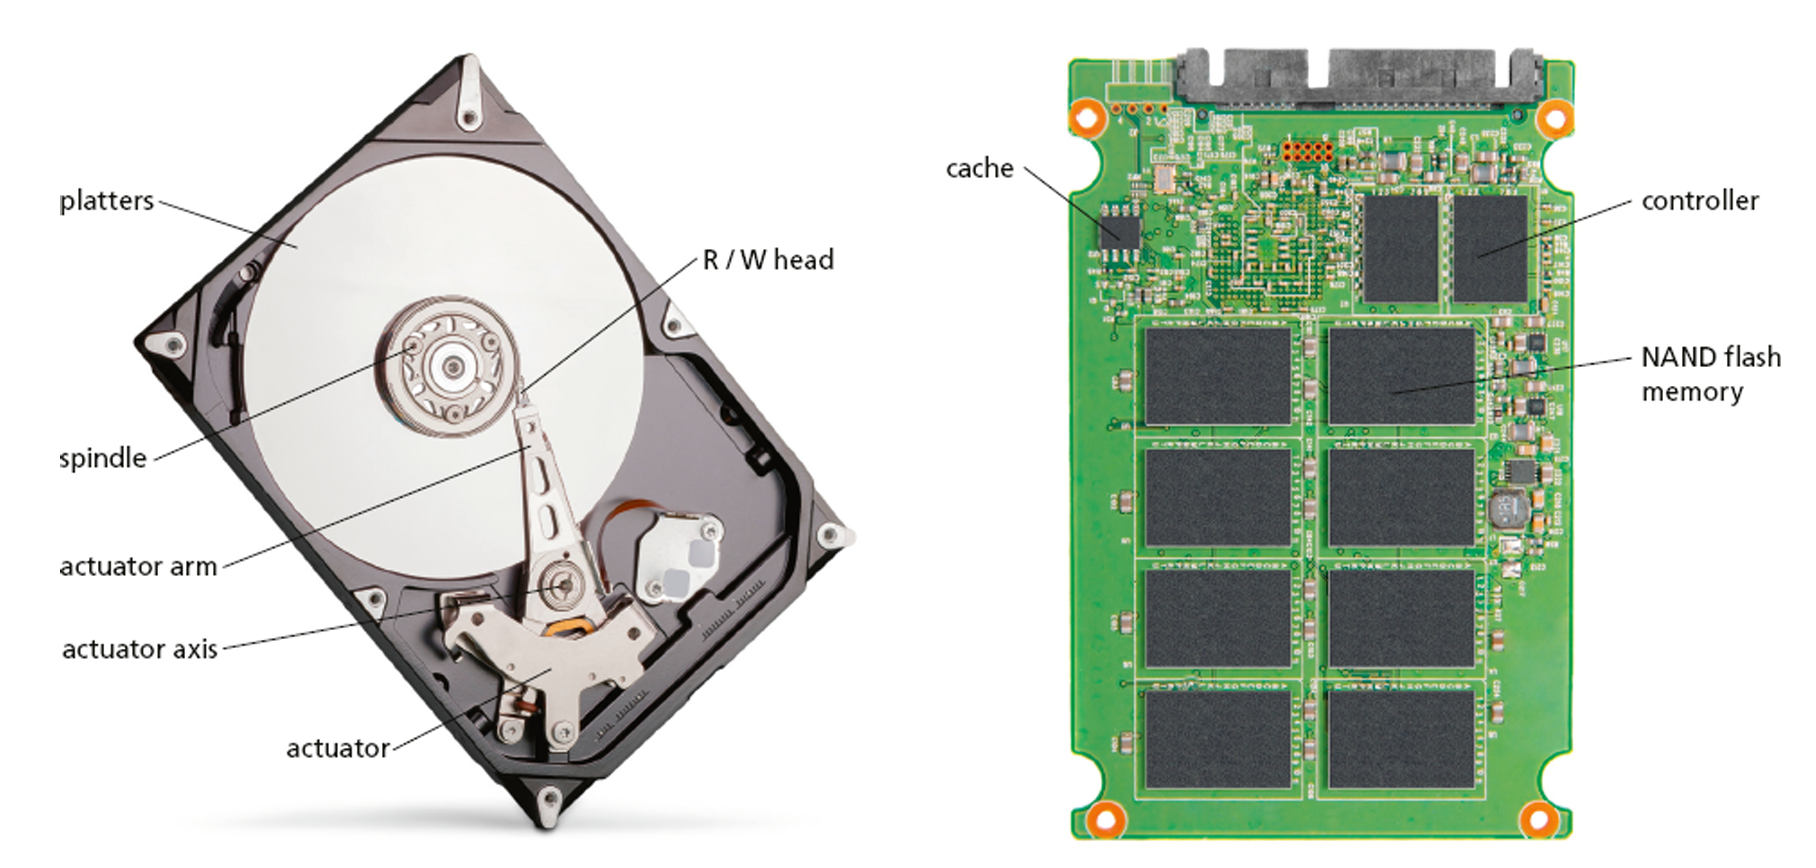 platters
R / W head
spindle
actuator arm
actuator axis
actuator
cache
controller
NAND flash
memory